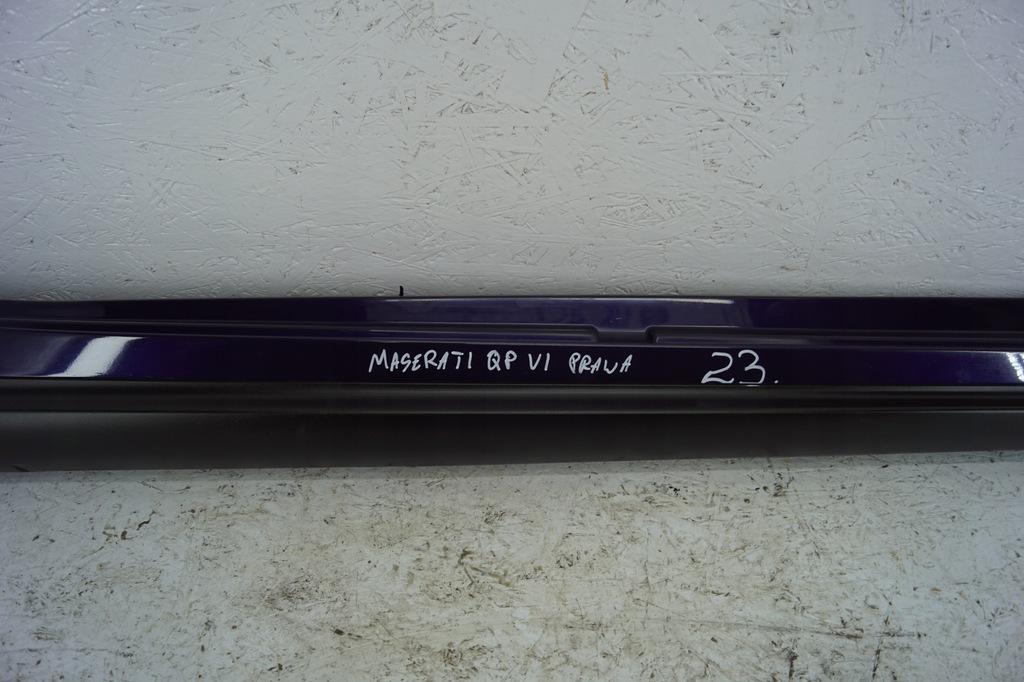 MASERATI QP VI PRAWA 23.